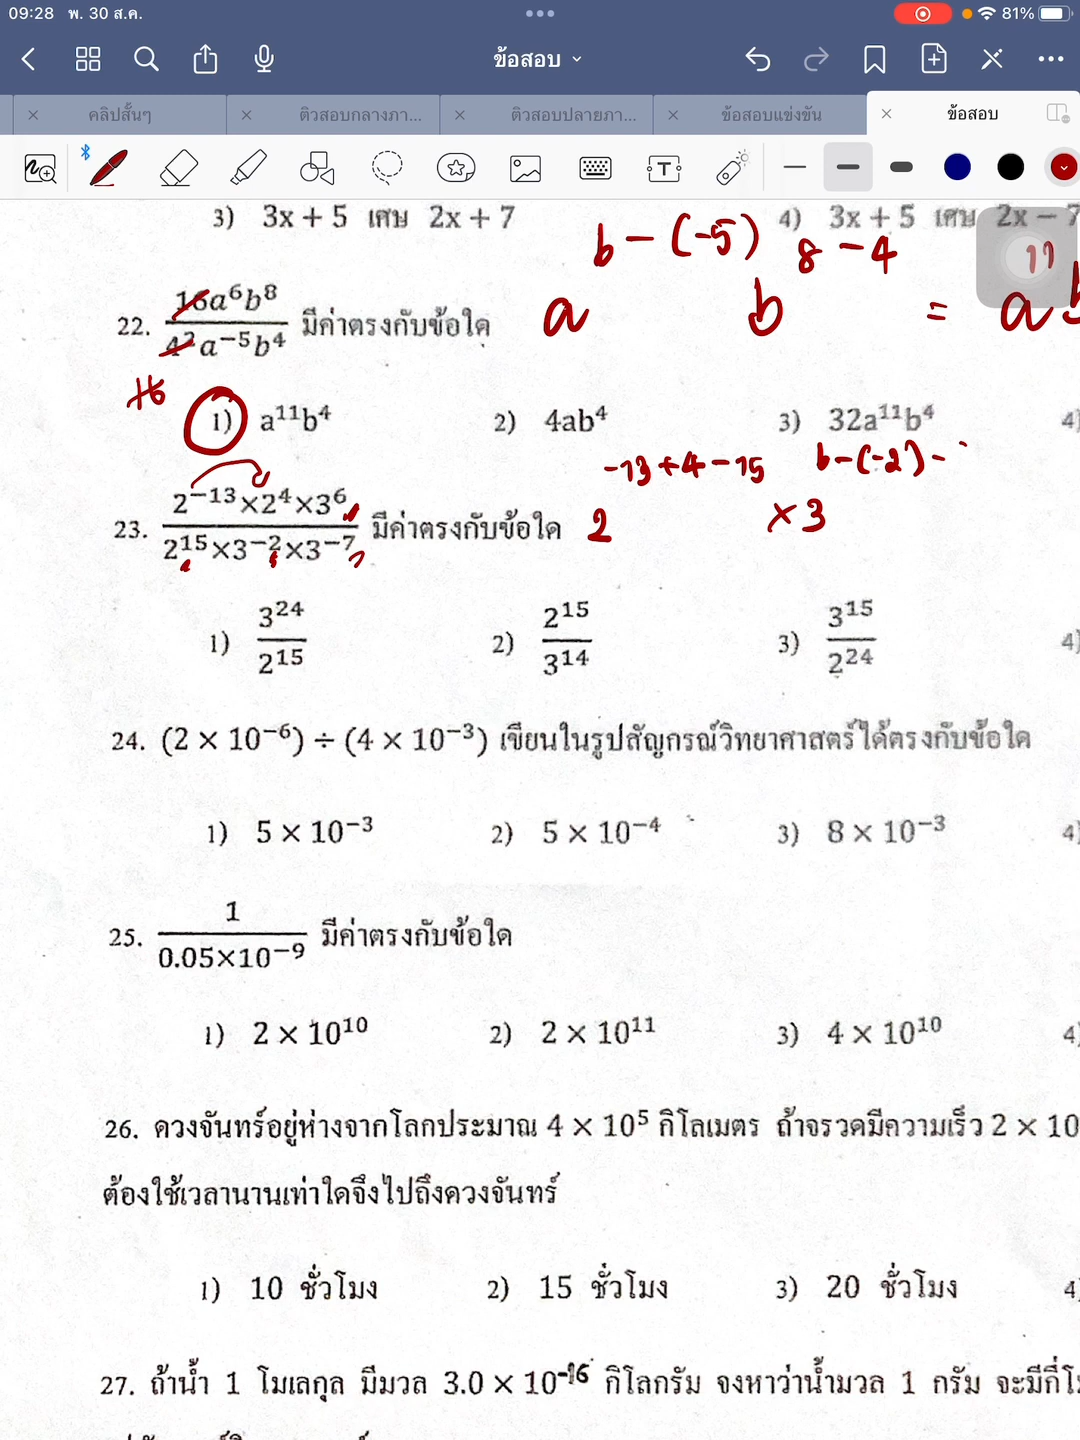 09:28 พ. 30 ส.ค.
81%
ข้อสอบ
คลิปสั้นๆ
ติวสอบกลางภา...
ติวสอบปลายภา...
ข้อสอบแข่งขัน
ข้อสอบ
3) 3x + 5 เศษ 2x + 7 4) 3x + 5 เศษ 2x − 7
6 − (−5) 8 − 4 11
22. 16a⁶b⁸ / 4²a⁻⁵b⁴ มีค่าตรงกับข้อใด a b = a b
16
1) a¹¹b⁴ 2) 4ab⁴ 3) 32a¹¹b⁴ 4)
−13+4−15 6−(−2)−
23. 2⁻¹³×2⁴×3⁶ / 2¹⁵×3⁻²×3⁻⁷ มีค่าตรงกับข้อใด 2 ×3
1) 3²⁴/2¹⁵ 2) 2¹⁵/3¹⁴ 3) 3¹⁵/2²⁴ 4)
24. (2 × 10⁻⁶) ÷ (4 × 10⁻³) เขียนในรูปสัญกรณ์วิทยาศาสตร์ได้ตรงกับข้อใด
1) 5 × 10⁻³ 2) 5 × 10⁻⁴ 3) 8 × 10⁻³ 4)
25. 1 / 0.05×10⁻⁹ มีค่าตรงกับข้อใด
1) 2 × 10¹⁰ 2) 2 × 10¹¹ 3) 4 × 10¹⁰ 4)
26. ดวงจันทร์อยู่ห่างจากโลกประมาณ 4 × 10⁵ กิโลเมตร ถ้าจรวดมีความเร็ว 2 × 10
ต้องใช้เวลานานเท่าใดจึงไปถึงดวงจันทร์
1) 10 ชั่วโมง 2) 15 ชั่วโมง 3) 20 ชั่วโมง 4)
27. ถ้าน้ำ 1 โมเลกุล มีมวล 3.0 × 10⁻¹⁶ กิโลกรัม จงหาว่าน้ำมวล 1 กรัม จะมีกี่